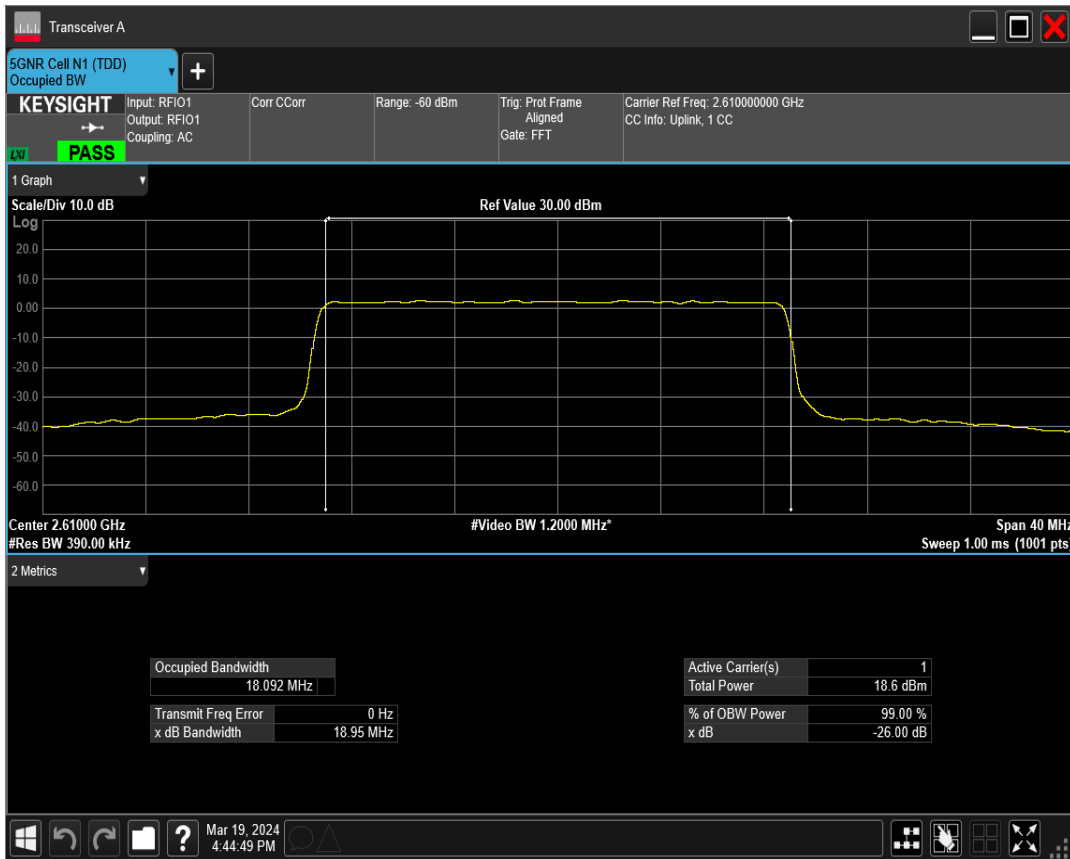 Transceiver A
5GNR Cell N1 (TDD)
Occupied BW
+
KEYSIGHT
LXI
PASS
Input: RFIO1
Output: RFIO1
Coupling: AC
Corr CCorr
Range: -60 dBm
Trig: Prot Frame
Aligned
Gate: FFT
Carrier Ref Freq: 2.610000000 GHz
CC Info: Uplink, 1 CC
1 Graph
Scale/Div 10.0 dB
Ref Value 30.00 dBm
Log
20.0
10.0
0.00
-10.0
-20.0
-30.0
-40.0
-50.0
-60.0
Center 2.61000 GHz
#Video BW 1.2000 MHz*
Span 40 MHz
#Res BW 390.00 kHz
Sweep 1.00 ms (1001 pts)
2 Metrics
Occupied Bandwidth
18.092 MHz
Transmit Freq Error 0 Hz
x dB Bandwidth 18.95 MHz
Active Carrier(s) 1
Total Power 18.6 dBm
% of OBW Power 99.00 %
x dB -26.00 dB
?
Mar 19, 2024
4:44:49 PM